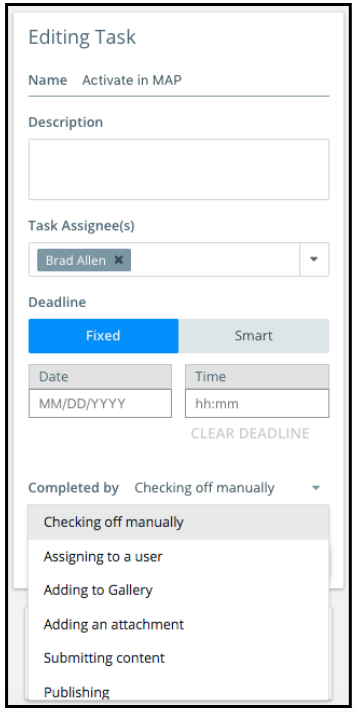 Editing Task
Name Activate in MAP
Description
Task Assignee(s)
Brad Allen ✖
Deadline
Fixed Smart
Date Time
MM/DD/YYYY hh:mm
CLEAR DEADLINE
Completed by Checking off manually
Checking off manually
Assigning to a user
Adding to Gallery
Adding an attachment
Submitting content
Publishing